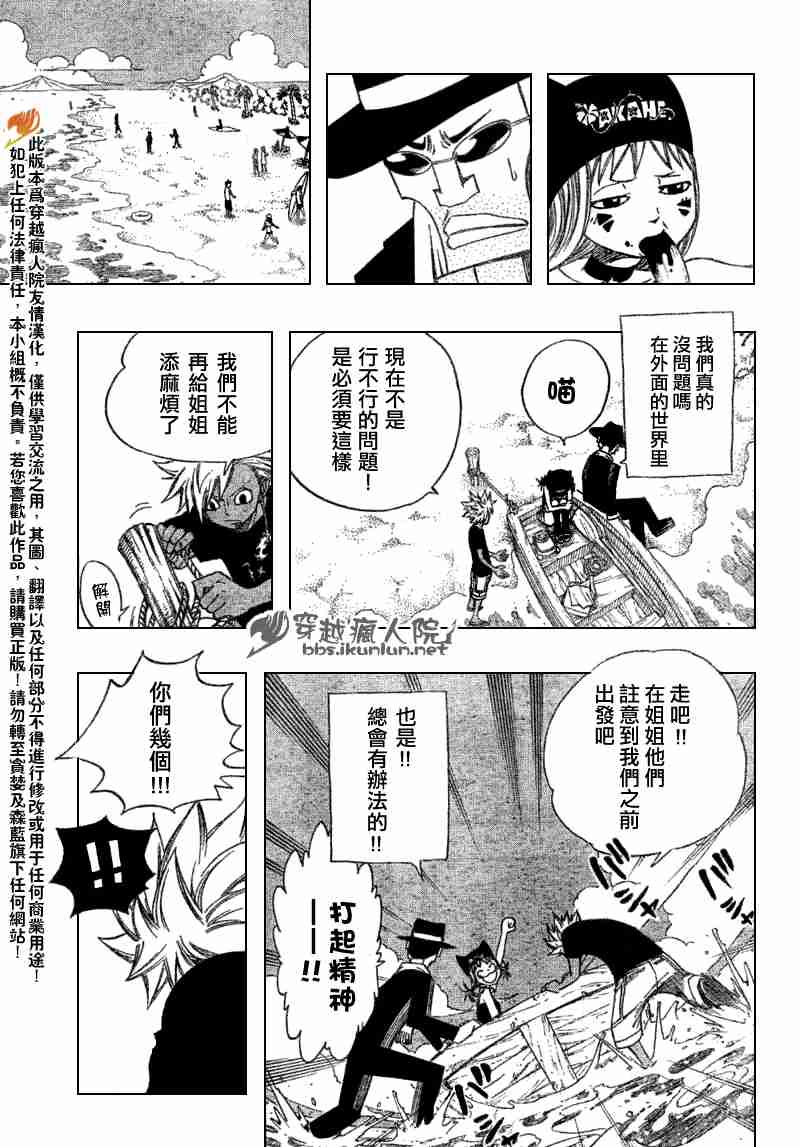 WAKAHE
我們真的
沒問題嗎
在外面的世界里
喵
現在不是
行不行的問題！
是必須要這樣
我們不能
再給姐姐
添麻煩了
解開
走吧!!
在姐姐他們
註意到我們之前
出發吧
也是!!
總會有辦法的!!
打起精神
——!!
你們幾個!!!
!!
穿越瘋人院
bbs.ikunlun.net
此版本爲穿越瘋人院友情漢化，僅供學習交流之用，其圖、翻譯以及任何部分不得進行修改或用于任何商業用途！
如犯上任何法律責任，本小組概不負責。若您喜歡此作品，請購買正版！請勿轉至貪婪及森藍旗下任何網站！